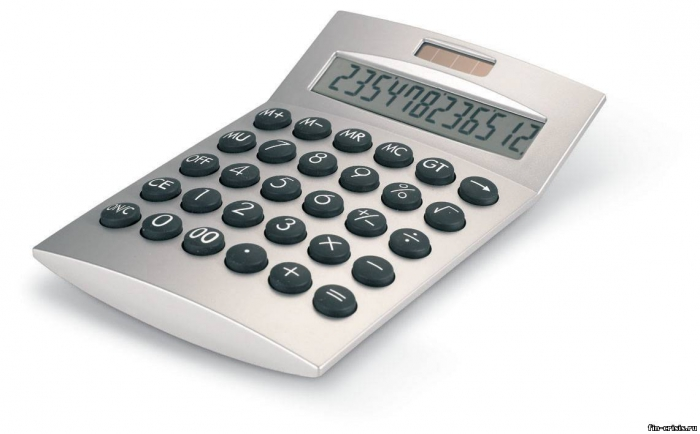 235478236512
M+ M- MR MC GT →
MU 7 8 9 % √
OFF 4 5 6 +/- ÷
CE 1 2 3 × −
ON/C 0 00 · + =
fin-crisis.ru